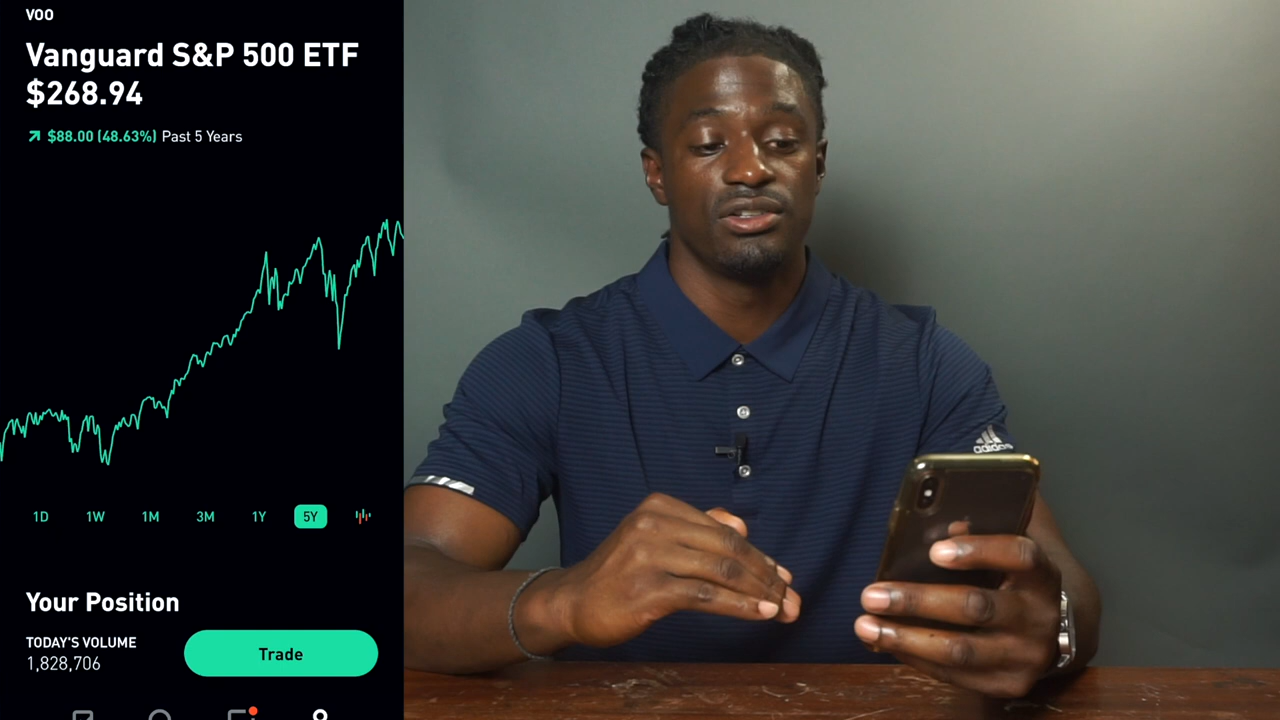 VOO
Vanguard S&P 500 ETF
$268.94
$88.00 (48.63%) Past 5 Years
1D 1W 1M 3M 1Y 5Y
Your Position
TODAY'S VOLUME
1,828,706
Trade
adidas